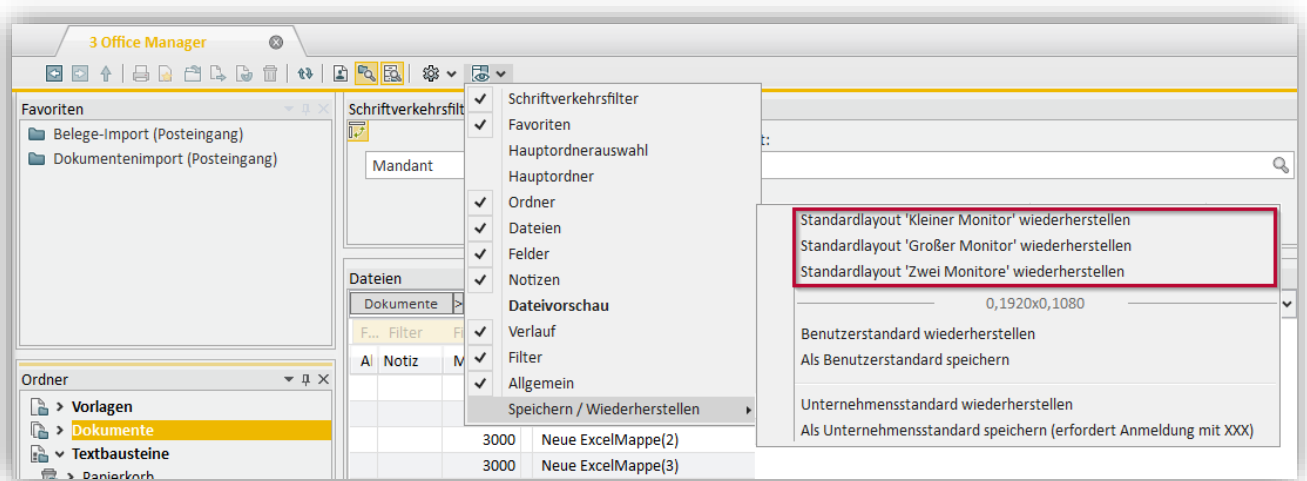 3 Office Manager
Favoriten
Belege-Import (Posteingang)
Dokumentenimport (Posteingang)
Schriftverkehrsfilt
Mandant
t:
Schriftverkehrsfilter
Favoriten
Hauptordnerauswahl
Hauptordner
Ordner
Dateien
Felder
Notizen
Dateivorschau
Verlauf
Filter
Allgemein
Speichern / Wiederherstellen
Standardlayout 'Kleiner Monitor' wiederherstellen
Standardlayout 'Großer Monitor' wiederherstellen
Standardlayout 'Zwei Monitore' wiederherstellen
0,1920x0,1080
Benutzerstandard wiederherstellen
Als Benutzerstandard speichern
Unternehmensstandard wiederherstellen
Als Unternehmensstandard speichern (erfordert Anmeldung mit XXX)
Dateien
Dokumente >
F... Filter Fi
Al Notiz M
3000 Neue ExcelMappe(2)
3000 Neue ExcelMappe(3)
Ordner
> Vorlagen
> Dokumente
Textbausteine
> Papierkorb